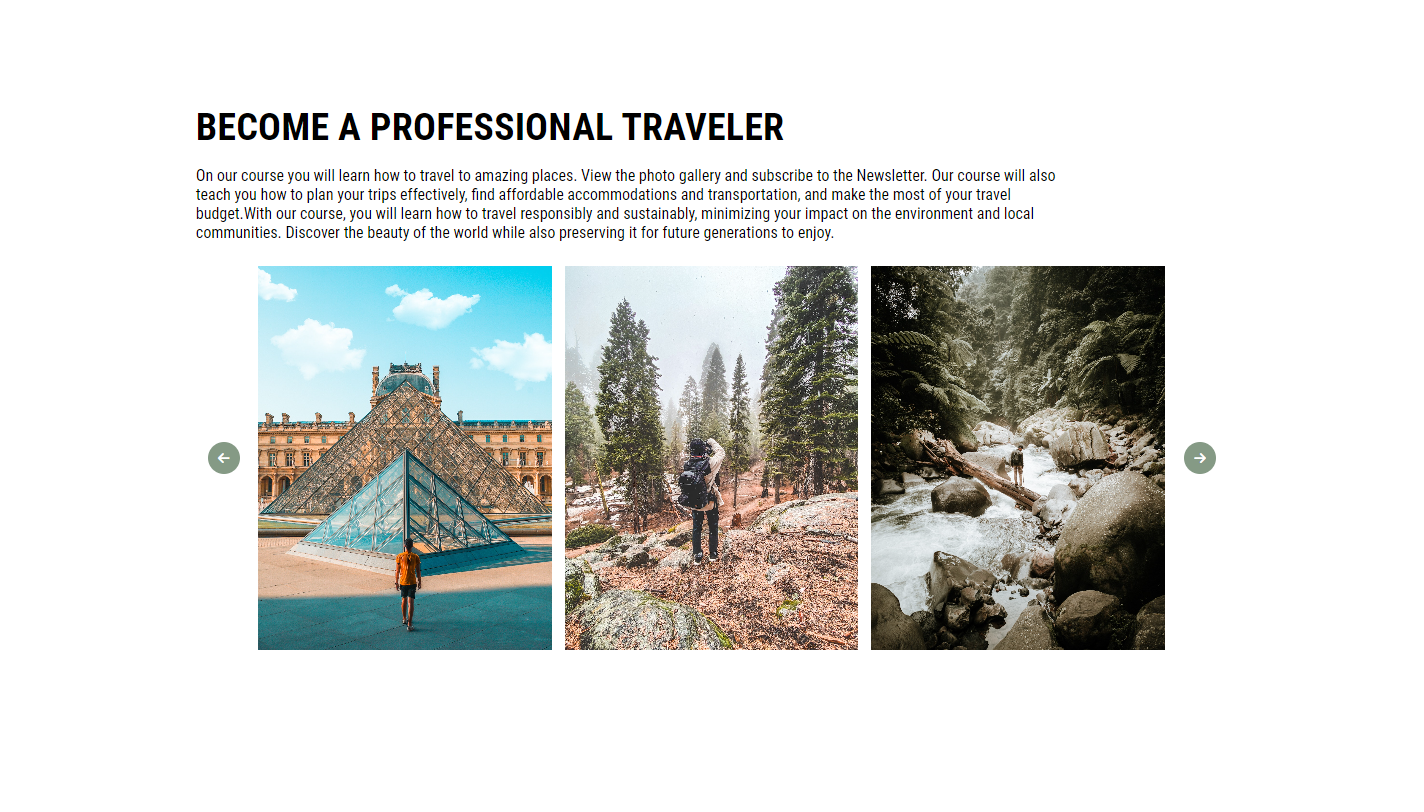 BECOME A PROFESSIONAL TRAVELER
On our course you will learn how to travel to amazing places. View the photo gallery and subscribe to the Newsletter. Our course will also
teach you how to plan your trips effectively, find affordable accommodations and transportation, and make the most of your travel
budget.With our course, you will learn how to travel responsibly and sustainably, minimizing your impact on the environment and local
communities. Discover the beauty of the world while also preserving it for future generations to enjoy.